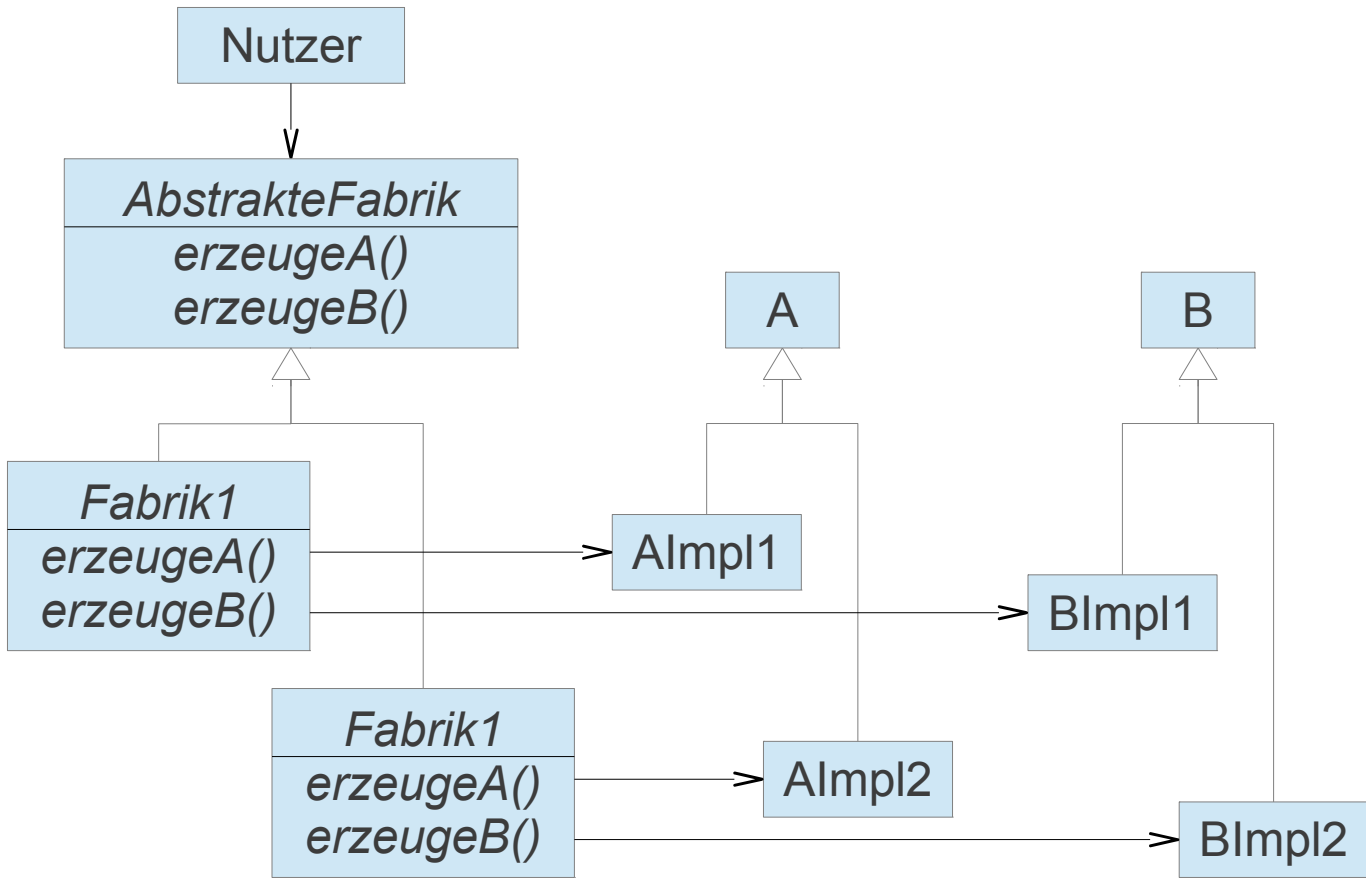 Nutzer
AbstrakteFabrik
erzeugeA()
erzeugeB()
A
B
Fabrik1
erzeugeA()
erzeugeB()
AImpl1
BImpl1
Fabrik1
erzeugeA()
erzeugeB()
AImpl2
BImpl2